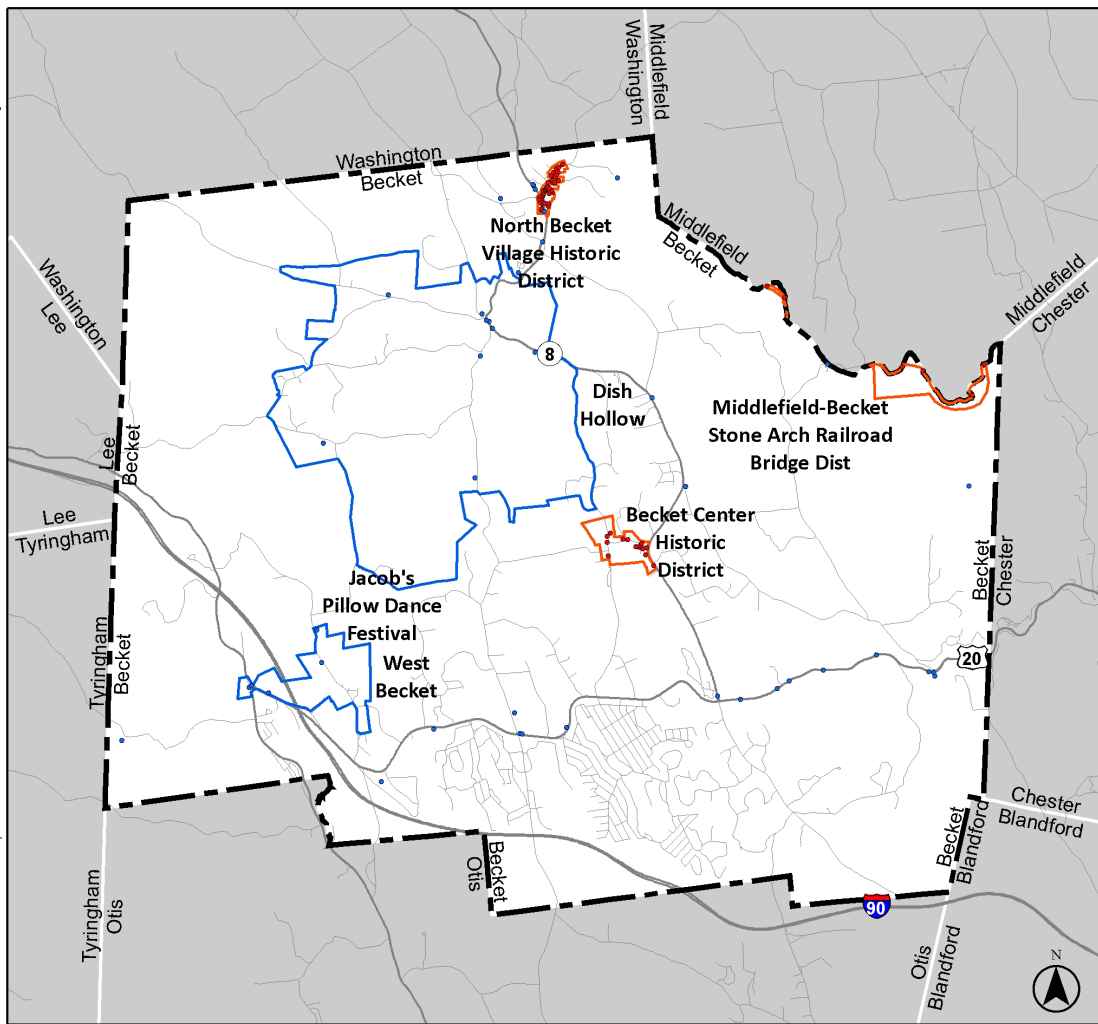 Middlefield
Washington
Washington
Becket
North Becket
Village Historic
District
Middlefield
Becket
Middlefield
Chester
Washington
Lee
8
Dish
Hollow
Middlefield-Becket
Stone Arch Railroad
Bridge Dist
Lee
Becket
Lee
Tyringham
Becket Center
Historic
District
Becket
Chester
Jacob's
Pillow Dance
Festival
West
Becket
Tyringham
Becket
20
Chester
Blandford
Becket
Blandford
Becket
Otis
Tyringham
Otis
90
Otis
Blandford
N